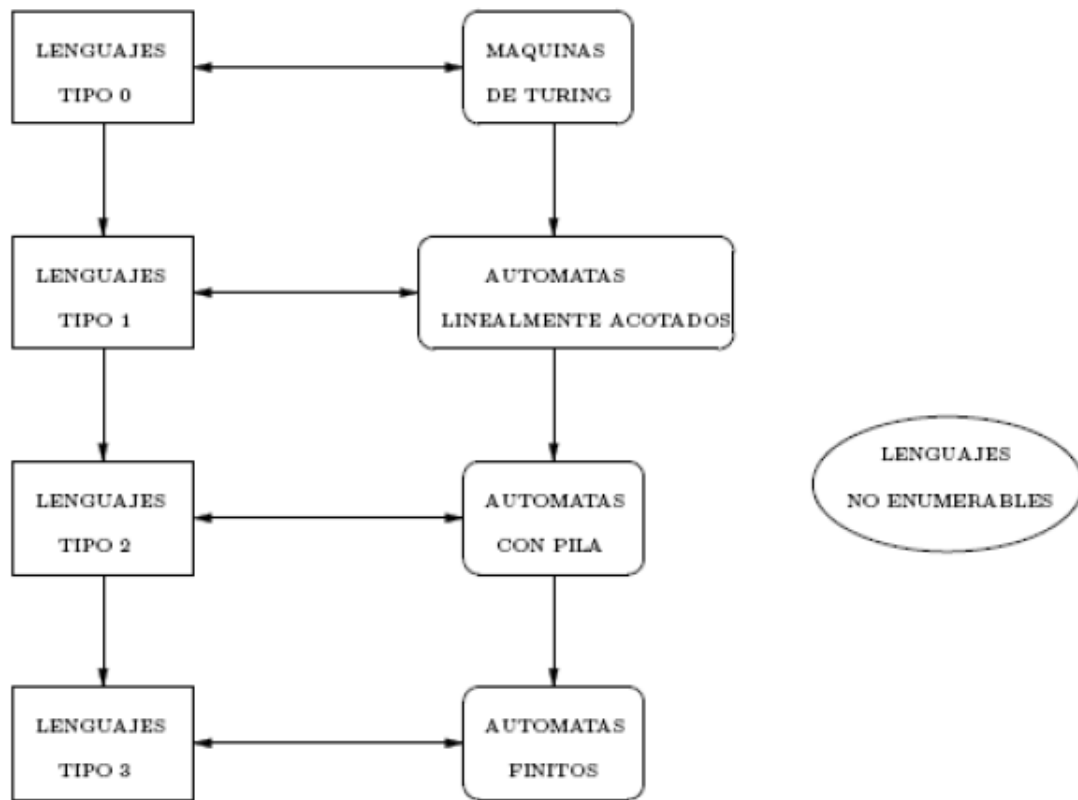 LENGUAJES
TIPO 0
MAQUINAS
DE TURING
LENGUAJES
TIPO 1
AUTOMATAS
LINEALMENTE ACOTADOS
LENGUAJES
NO ENUMERABLES
LENGUAJES
TIPO 2
AUTOMATAS
CON PILA
LENGUAJES
TIPO 3
AUTOMATAS
FINITOS